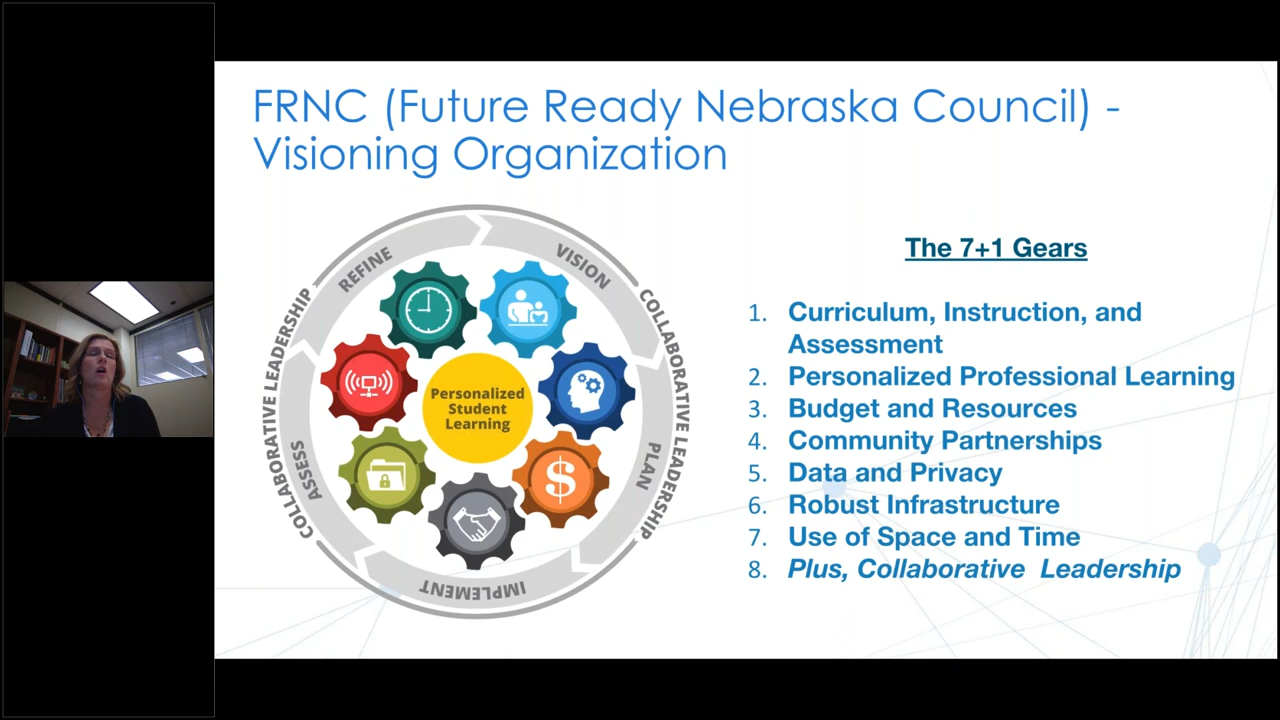 FRNC (Future Ready Nebraska Council) -
Visioning Organization
REFINE
VISION
COLLABORATIVE LEADERSHIP
COLLABORATIVE LEADERSHIP
Personalized
Student
Learning
ASSESS
PLAN
IMPLEMENT
The 7+1 Gears
1. Curriculum, Instruction, and
Assessment
2. Personalized Professional Learning
3. Budget and Resources
4. Community Partnerships
5. Data and Privacy
6. Robust Infrastructure
7. Use of Space and Time
8. Plus, Collaborative Leadership
$